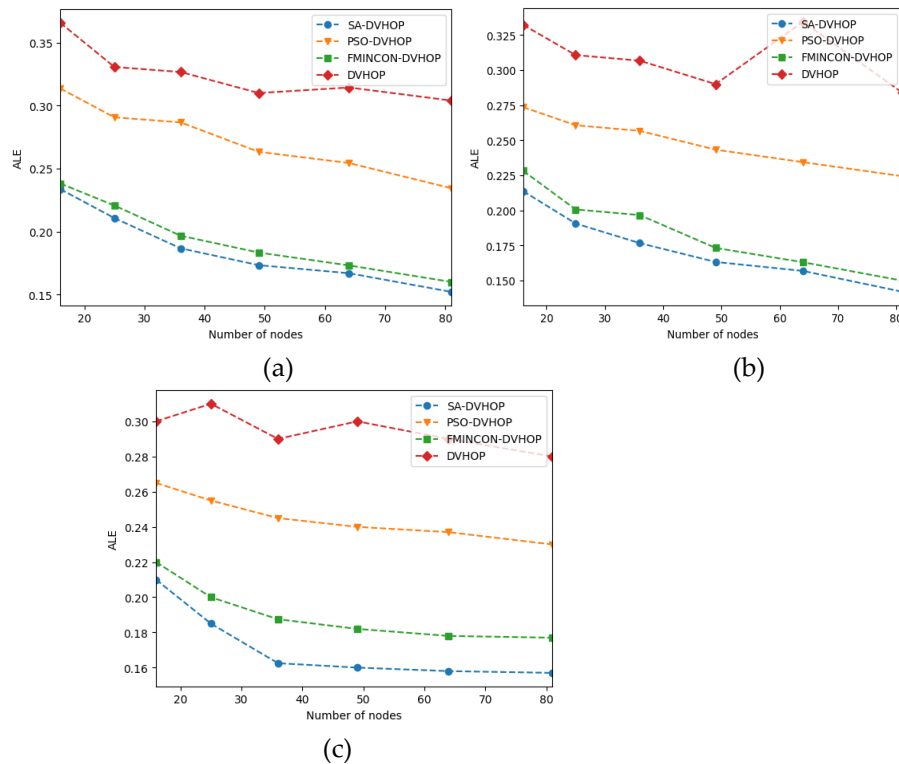 0.35
0.30
0.25
0.20
0.15
ALE
SA-DVHOP
PSO-DVHOP
FMINCON-DVHOP
DVHOP
20 30 40 50 60 70 80
Number of nodes
(a)
0.325
0.300
0.275
0.250
0.225
0.200
0.175
0.150
ALE
SA-DVHOP
PSO-DVHOP
FMINCON-DVHOP
DVHOP
20 30 40 50 60 70 80
Number of nodes
(b)
0.30
0.28
0.26
0.24
0.22
0.20
0.18
0.16
ALE
SA-DVHOP
PSO-DVHOP
FMINCON-DVHOP
DVHOP
20 30 40 50 60 70 80
Number of nodes
(c)